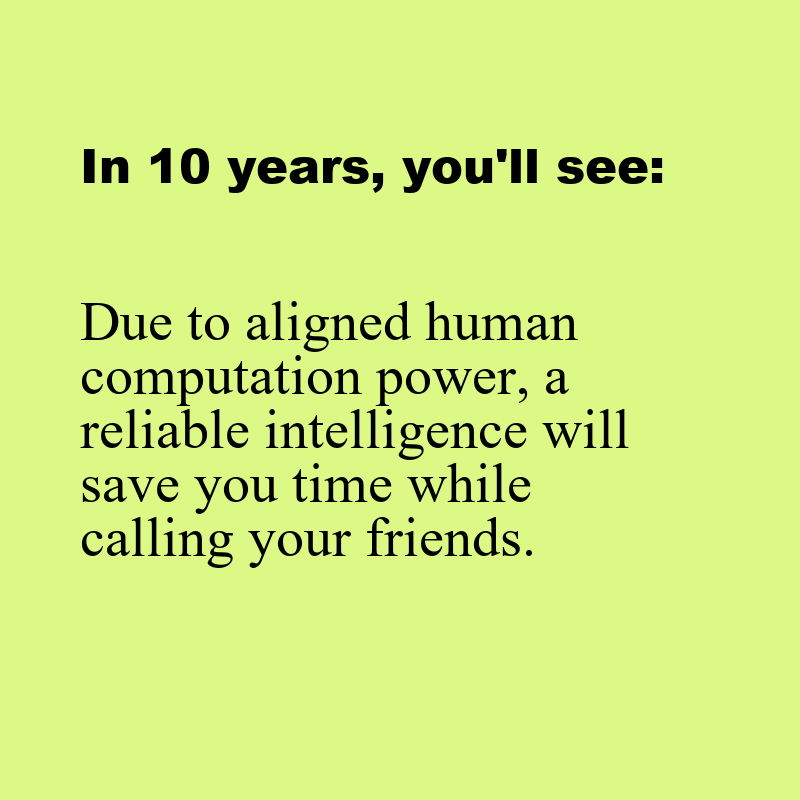 In 10 years, you'll see:
Due to aligned human
computation power, a
reliable intelligence will
save you time while
calling your friends.